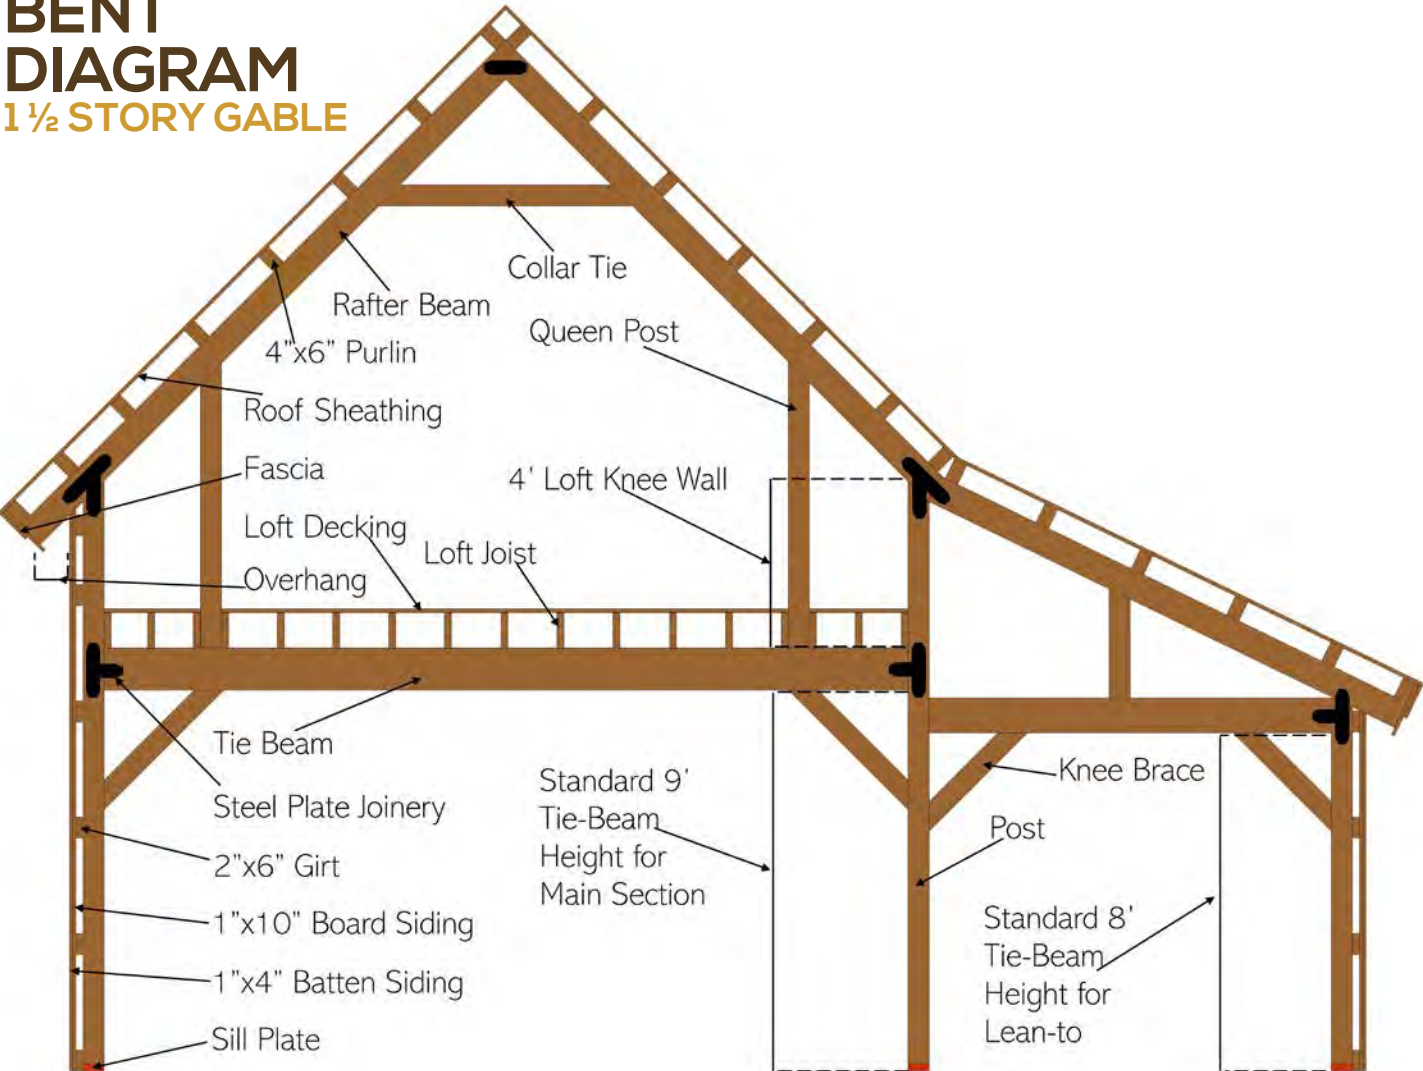 BENT
DIAGRAM
1 ½ STORY GABLE
Collar Tie
Rafter Beam
Queen Post
4"x6" Purlin
Roof Sheathing
Fascia
4' Loft Knee Wall
Loft Decking
Loft Joist
Overhang
Tie Beam
Steel Plate Joinery
2"x6" Girt
1"x10" Board Siding
1"x4" Batten Siding
Sill Plate
Standard 9'
Tie-Beam
Height for
Main Section
Knee Brace
Post
Standard 8'
Tie-Beam
Height for
Lean-to